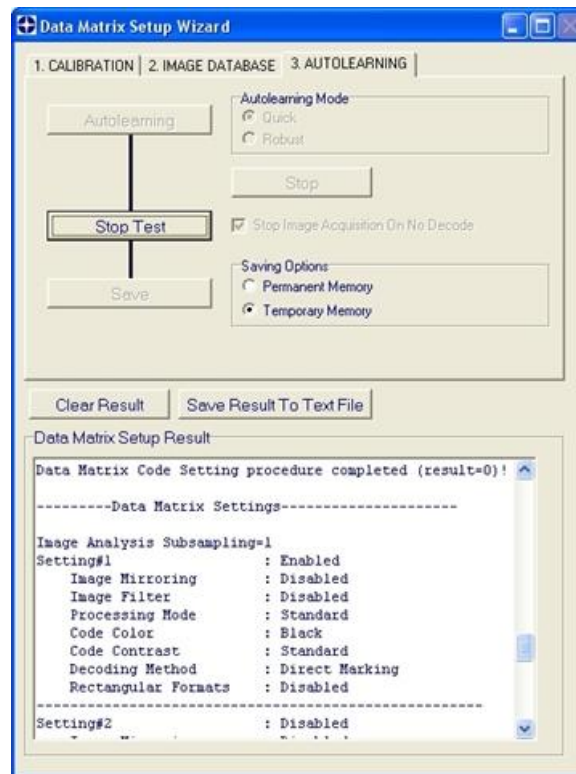 Data Matrix Setup Wizard
1. CALIBRATION 2. IMAGE DATABASE 3. AUTOLEARNING
Autolearning
Autolearning Mode
Quick
Robust
Stop
Stop Test
Stop Image Acquisition On No Decode
Save
Saving Options
Permanent Memory
Temporary Memory
Clear Result
Save Result To Text File
Data Matrix Setup Result
Data Matrix Code Setting procedure completed (result=0)!
---------Data Matrix Settings---------------------
Image Analysis Subsampling=1
Setting#1 : Enabled
Image Mirroring : Disabled
Image Filter : Disabled
Processing Mode : Standard
Code Color : Black
Code Contrast : Standard
Decoding Method : Direct Marking
Rectangular Formats : Disabled
------------------------------------------------------
Setting#2 : Disabled